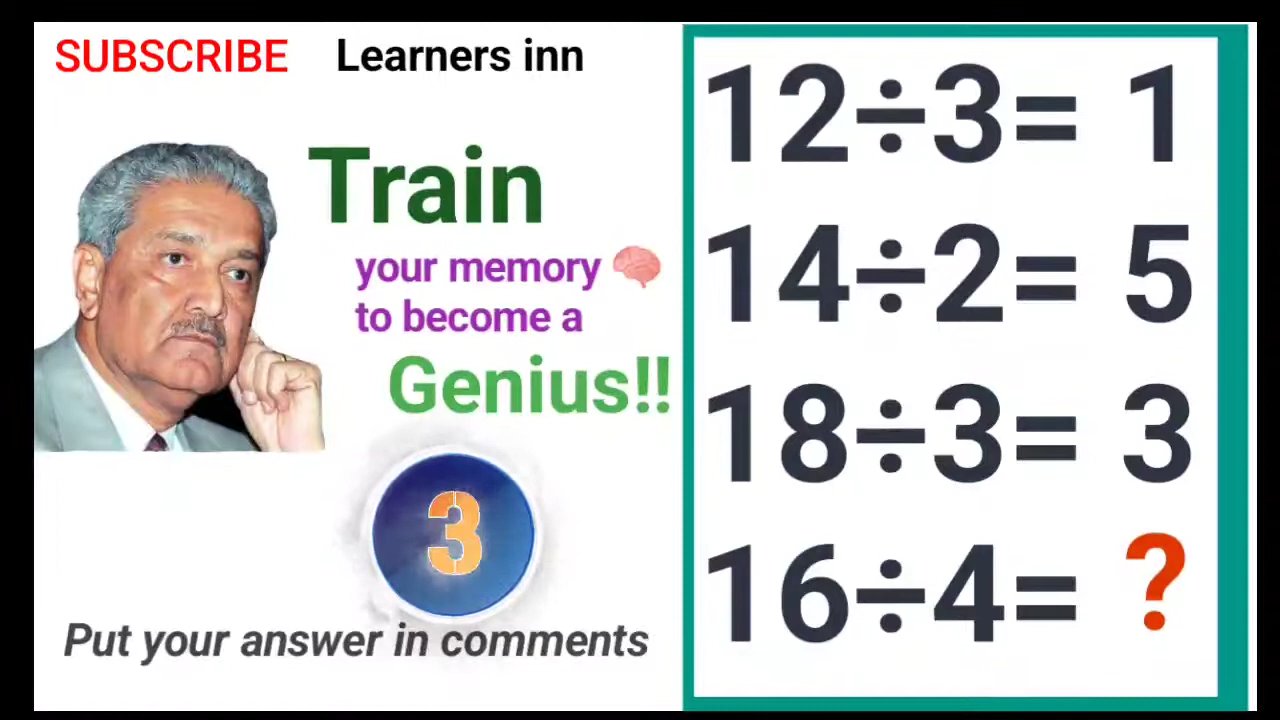 SUBSCRIBE Learners inn
Train
your memory
to become a
Genius!!
3
Put your answer in comments
12÷3= 1
14÷2= 5
18÷3= 3
16÷4= ?